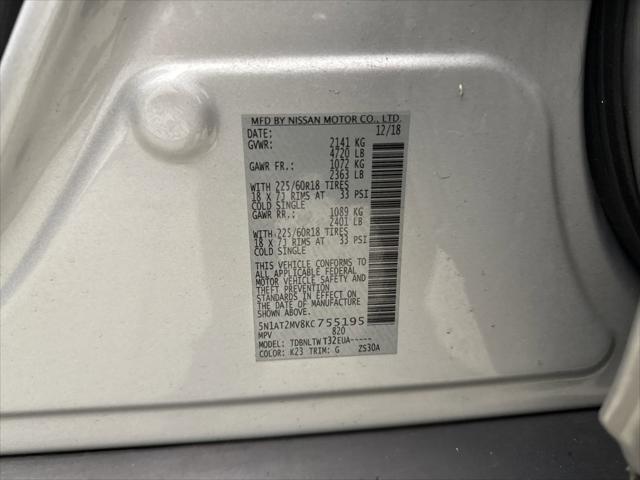 MFD BY NISSAN MOTOR CO., LTD.
DATE: 12/18
GVWR: 2141 KG
4720 LB
GAWR FR.: 1072 KG
2363 LB
WITH 225/60R18 TIRES
18 X 7J RIMS AT 33 PSI
COLD SINGLE
GAWR RR.: 1089 KG
2401 LB
WITH 225/60R18 TIRES
18 X 7J RIMS AT 33 PSI
COLD SINGLE
THIS VEHICLE CONFORMS TO
ALL APPLICABLE FEDERAL
MOTOR VEHICLE SAFETY AND
THEFT PREVENTION
STANDARDS IN EFFECT ON
THE DATE OF MANUFACTURE
SHOWN ABOVE.
5N1AT2MV8KC755195
MPV 820
MODEL: TDBNLTW T32EUA-----
COLOR: K23 TRIM: G ZS30A